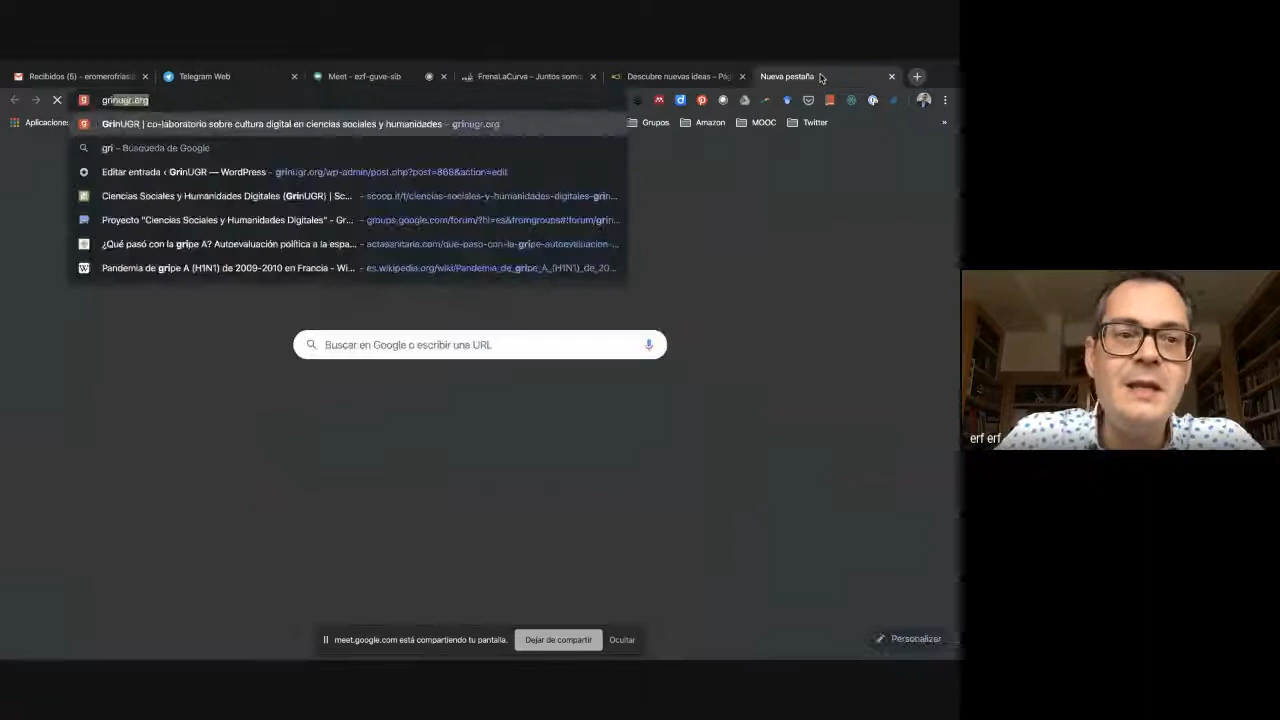 Recibidos (5) - eromerofrias@
Telegram Web
Meet - ezf-guve-sib
FrenaLaCurva – Juntos somo
Descubre nuevas ideas – Pág
Nueva pestaña
grinugr.org
Aplicacione
Grupos
Amazon
MOOC
Twitter
»
GrinUGR | co-laboratorio sobre cultura digital en ciencias sociales y humanidades – grinugr.org
gri – Búsqueda de Google
Editar entrada ‹ GrinUGR — WordPress – grinugr.org/wp-admin/post.php?post=868&action=edit
Ciencias Sociales y Humanidades Digitales (GrinUGR) | Sc... – scoop.it/t/ciencias-sociales-y-humanidades-digitales-grin...
Proyecto "Ciencias Sociales y Humanidades Digitales" - Gr... – groups.google.com/forum/?hl=es&fromgroups#!forum/grin...
¿Qué pasó con la gripe A? Autoevaluación política a la espa... – actasanitaria.com/que-paso-con-la-gripe-autoevaluacion-...
Pandemia de gripe A (H1N1) de 2009-2010 en Francia - Wi... – es.wikipedia.org/wiki/Pandemia_de_gripe_A_(H1N1)_de_20...
Buscar en Google o escribir una URL
erf erf
meet.google.com está compartiendo tu pantalla.
Dejar de compartir
Ocultar
Personalizar